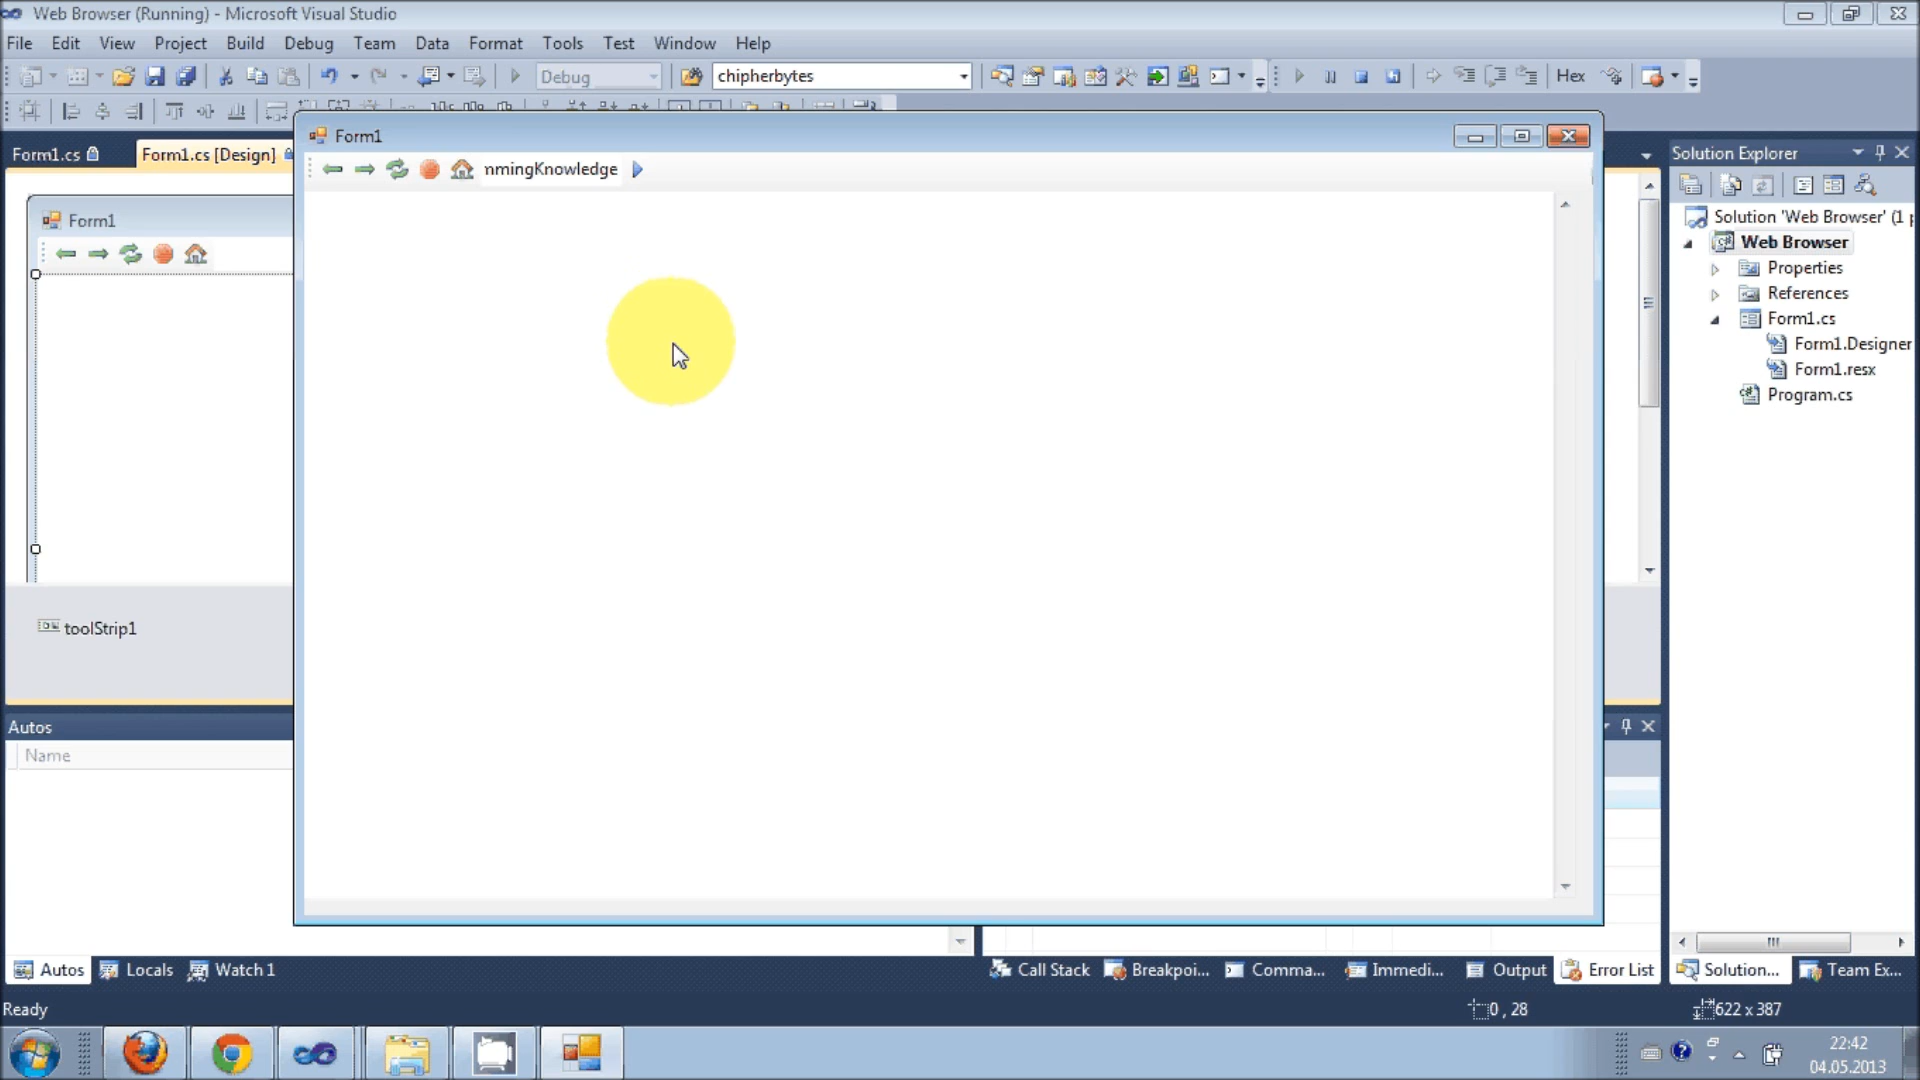 Web Browser (Running) - Microsoft Visual Studio
File Edit View Project Build Debug Team Data Format Tools Test Window Help
Debug chipherbytes Hex
Form1.cs Form1.cs [Design]
Form1
nmingKnowledge
Form1
toolStrip1
Solution Explorer
Solution 'Web Browser' (1 p
Web Browser
Properties
References
Form1.cs
Form1.Designer
Form1.resx
Program.cs
Autos
Name
Autos Locals Watch 1
Call Stack Breakpoi... Comma... Immedi... Output Error List
Solution... Team Ex...
Ready
0 , 28
622 x 387
22:42
04.05.2013